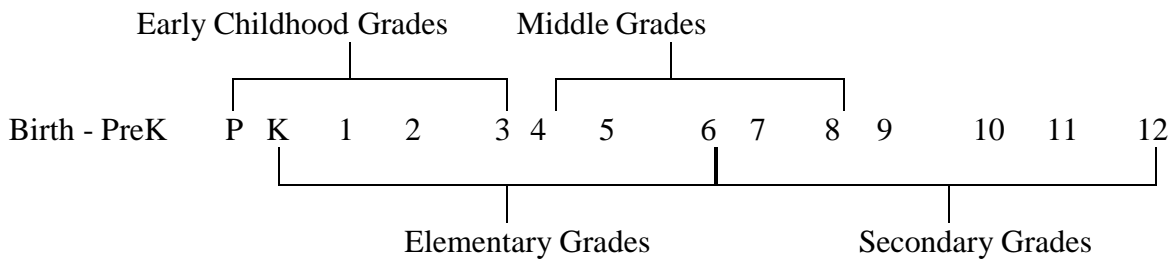 Early Childhood Grades Middle Grades
Birth - PreK P K 1 2 3 4 5 6 7 8 9 10 11 12
Elementary Grades Secondary Grades